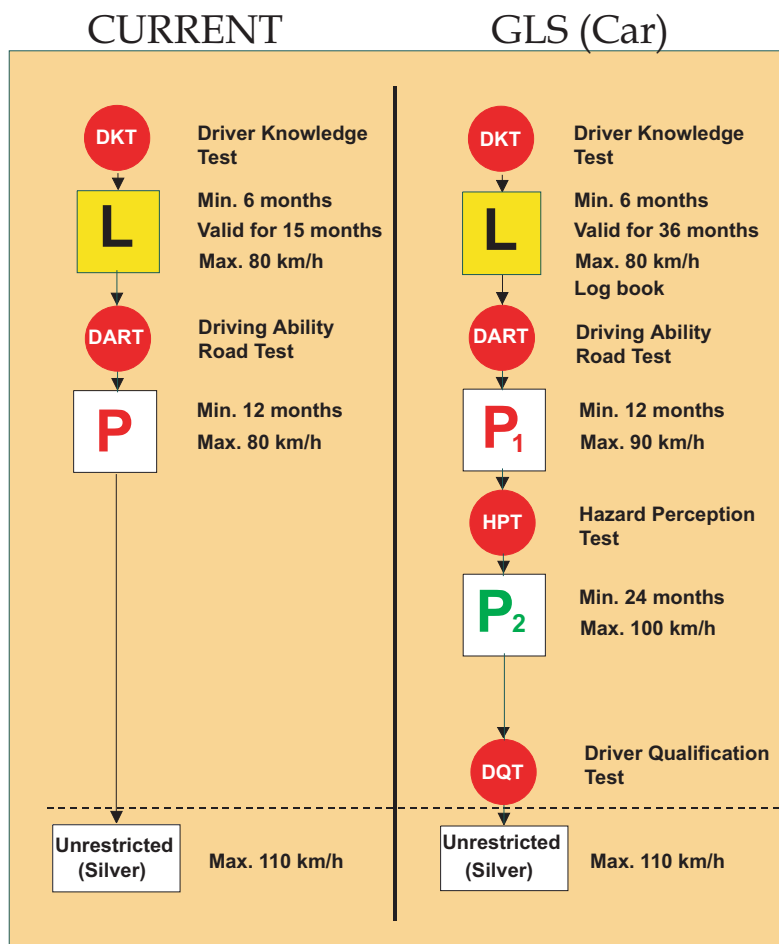 CURRENT
DKT
Driver Knowledge
Test
L
Min. 6 months
Valid for 15 months
Max. 80 km/h
DART
Driving Ability
Road Test
P
Min. 12 months
Max. 80 km/h
Unrestricted
(Silver)
Max. 110 km/h
GLS (Car)
DKT
Driver Knowledge
Test
L
Min. 6 months
Valid for 36 months
Max. 80 km/h
Log book
DART
Driving Ability
Road Test
P1
Min. 12 months
Max. 90 km/h
HPT
Hazard Perception
Test
P2
Min. 24 months
Max. 100 km/h
DQT
Driver Qualification
Test
Unrestricted
(Silver)
Max. 110 km/h